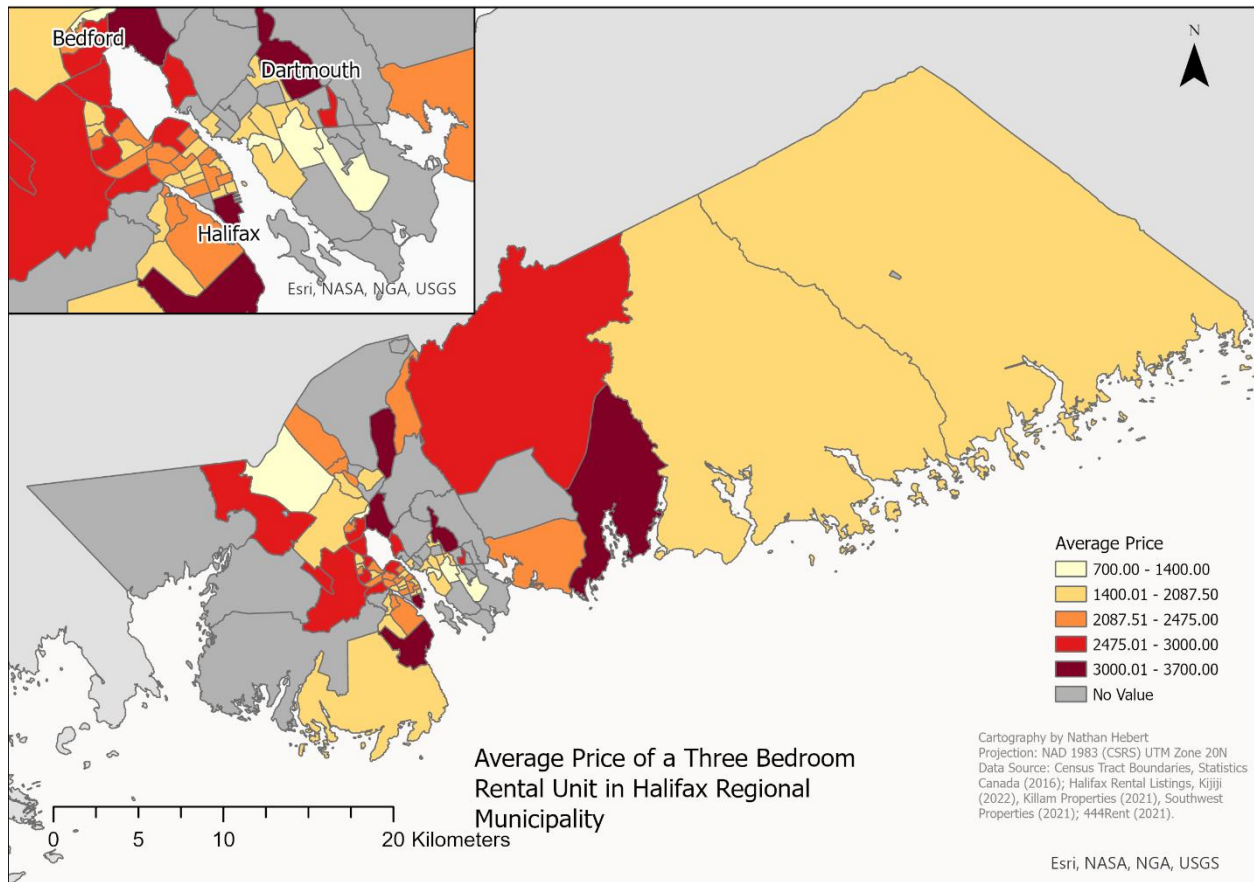 Bedford
Dartmouth
Halifax
Esri, NASA, NGA, USGS
N
Average Price
700.00 - 1400.00
1400.01 - 2087.50
2087.51 - 2475.00
2475.01 - 3000.00
3000.01 - 3700.00
No Value
Cartography by Nathan Hebert
Projection: NAD 1983 (CSRS) UTM Zone 20N
Data Source: Census Tract Boundaries, Statistics
Canada (2016); Halifax Rental Listings, Kijiji
(2022), Killam Properties (2021), Southwest
Properties (2021); 444Rent (2021).
Average Price of a Three Bedroom
Rental Unit in Halifax Regional
Municipality
0 5 10 20 Kilometers
Esri, NASA, NGA, USGS